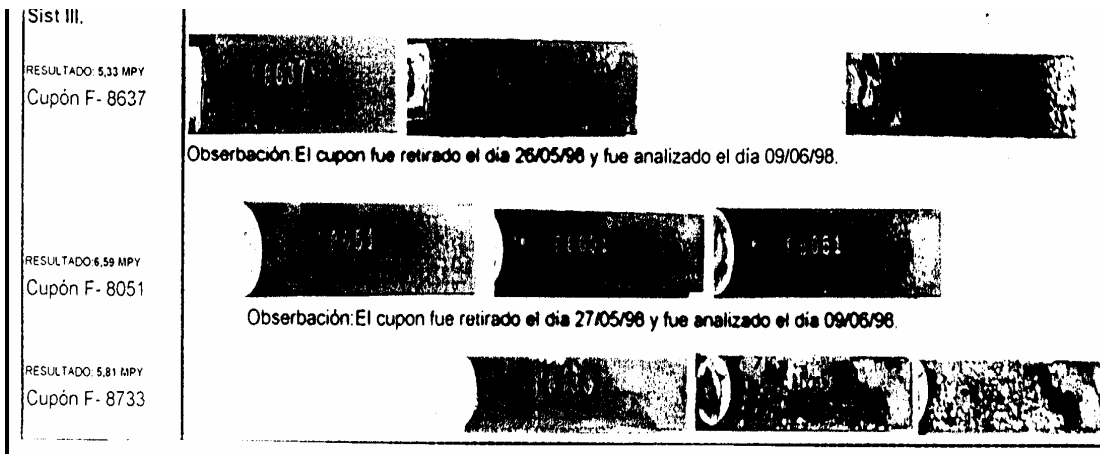 Sist III.
RESULTADO: 5,33 MPY
Cupón F- 8637
Obserbación:El cupon fue retirado el día 26/05/98 y fue analizado el día 09/06/98.
RESULTADO:6,59 MPY
Cupón F- 8051
Obserbación:El cupon fue retirado el dia 27/05/98 y fue analizado el dia 09/06/98.
RESULTADO: 5,81 MPY
Cupón F- 8733